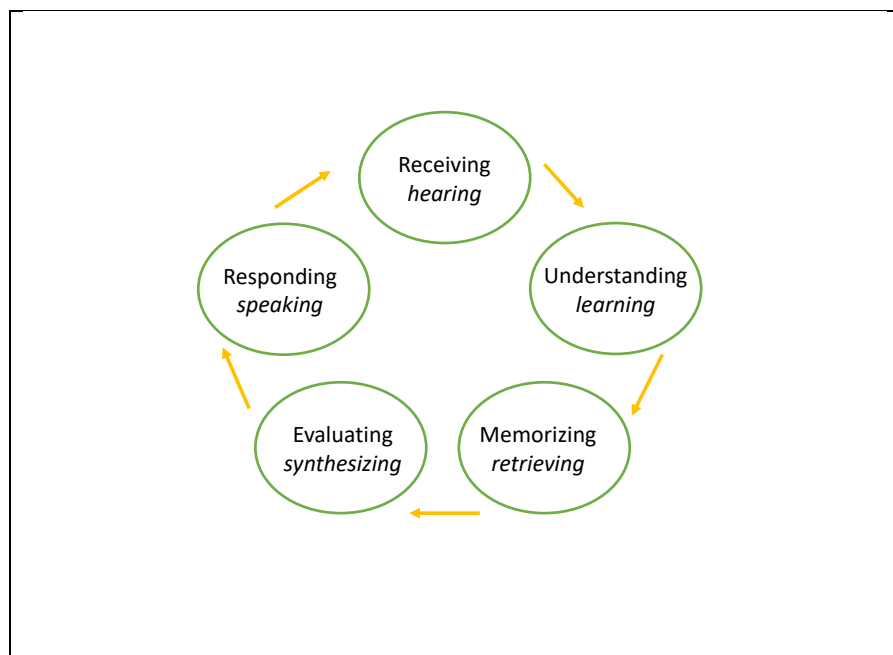 Receiving
hearing
Understanding
learning
Memorizing
retrieving
Evaluating
synthesizing
Responding
speaking